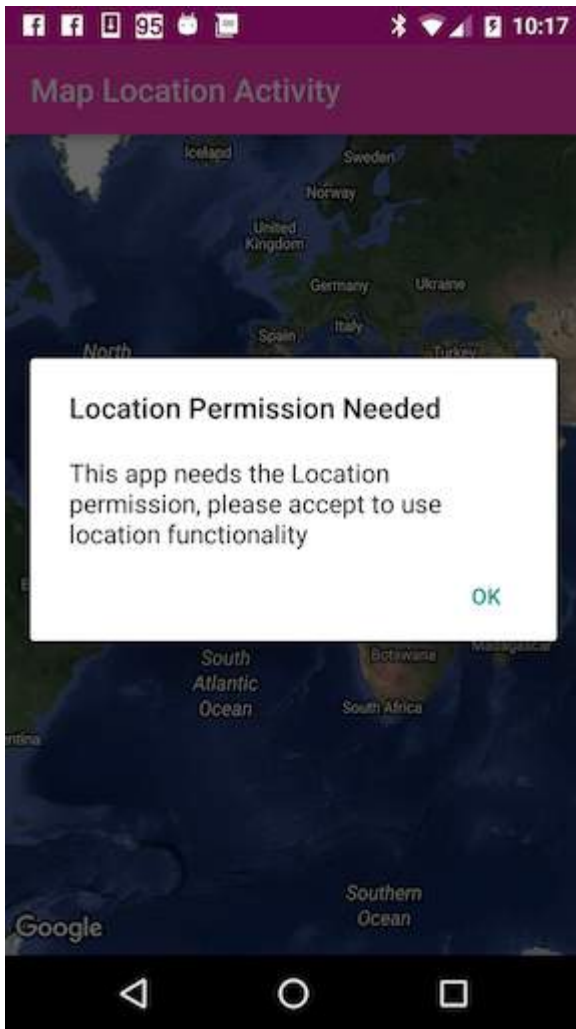 95
10:17
Map Location Activity
Iceland
Sweden
Norway
United
Kingdom
Germany
Ukraine
Spain
Italy
Turkey
North
Location Permission Needed
This app needs the Location
permission, please accept to use
location functionality
OK
South
Atlantic
Ocean
Botswana
Madagascar
South Africa
Southern
Ocean
Google